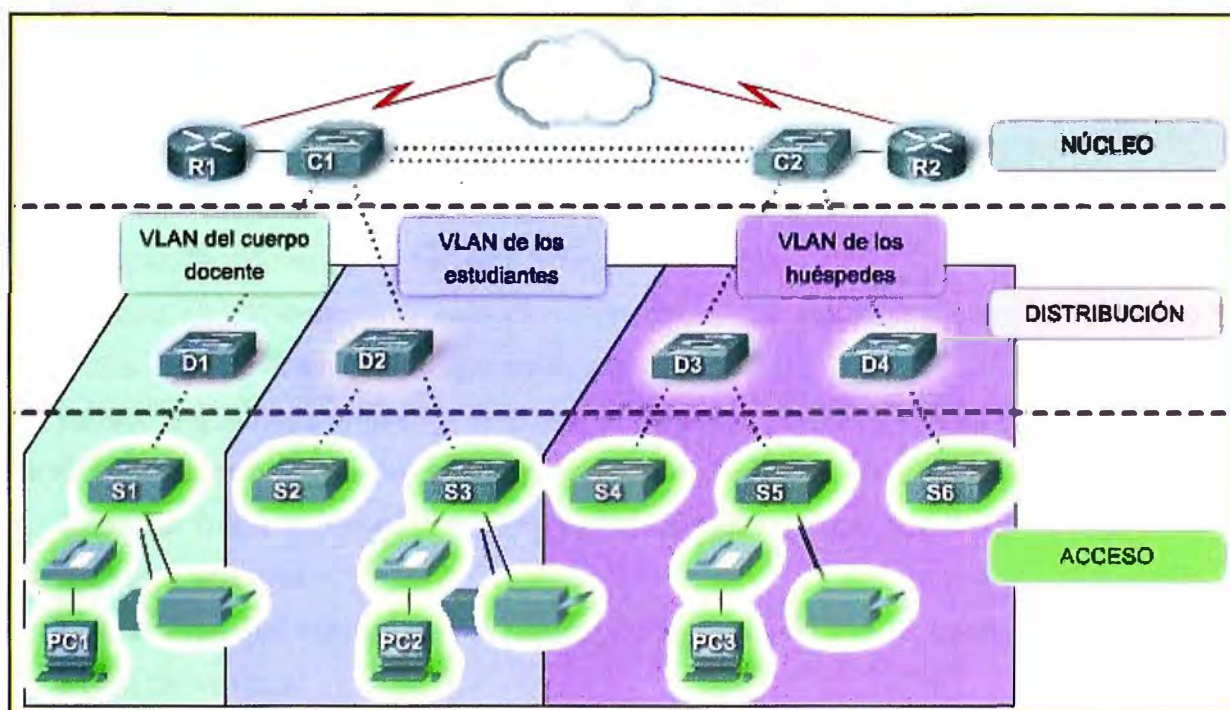 R1
C1
C2
R2
NÚCLEO
VLAN del cuerpo
docente
VLAN de los
estudiantes
VLAN de los
huéspedes
DISTRIBUCIÓN
D1
D2
D3
D4
S1
S2
S3
S4
S5
S6
ACCESO
PC1
PC2
PC3